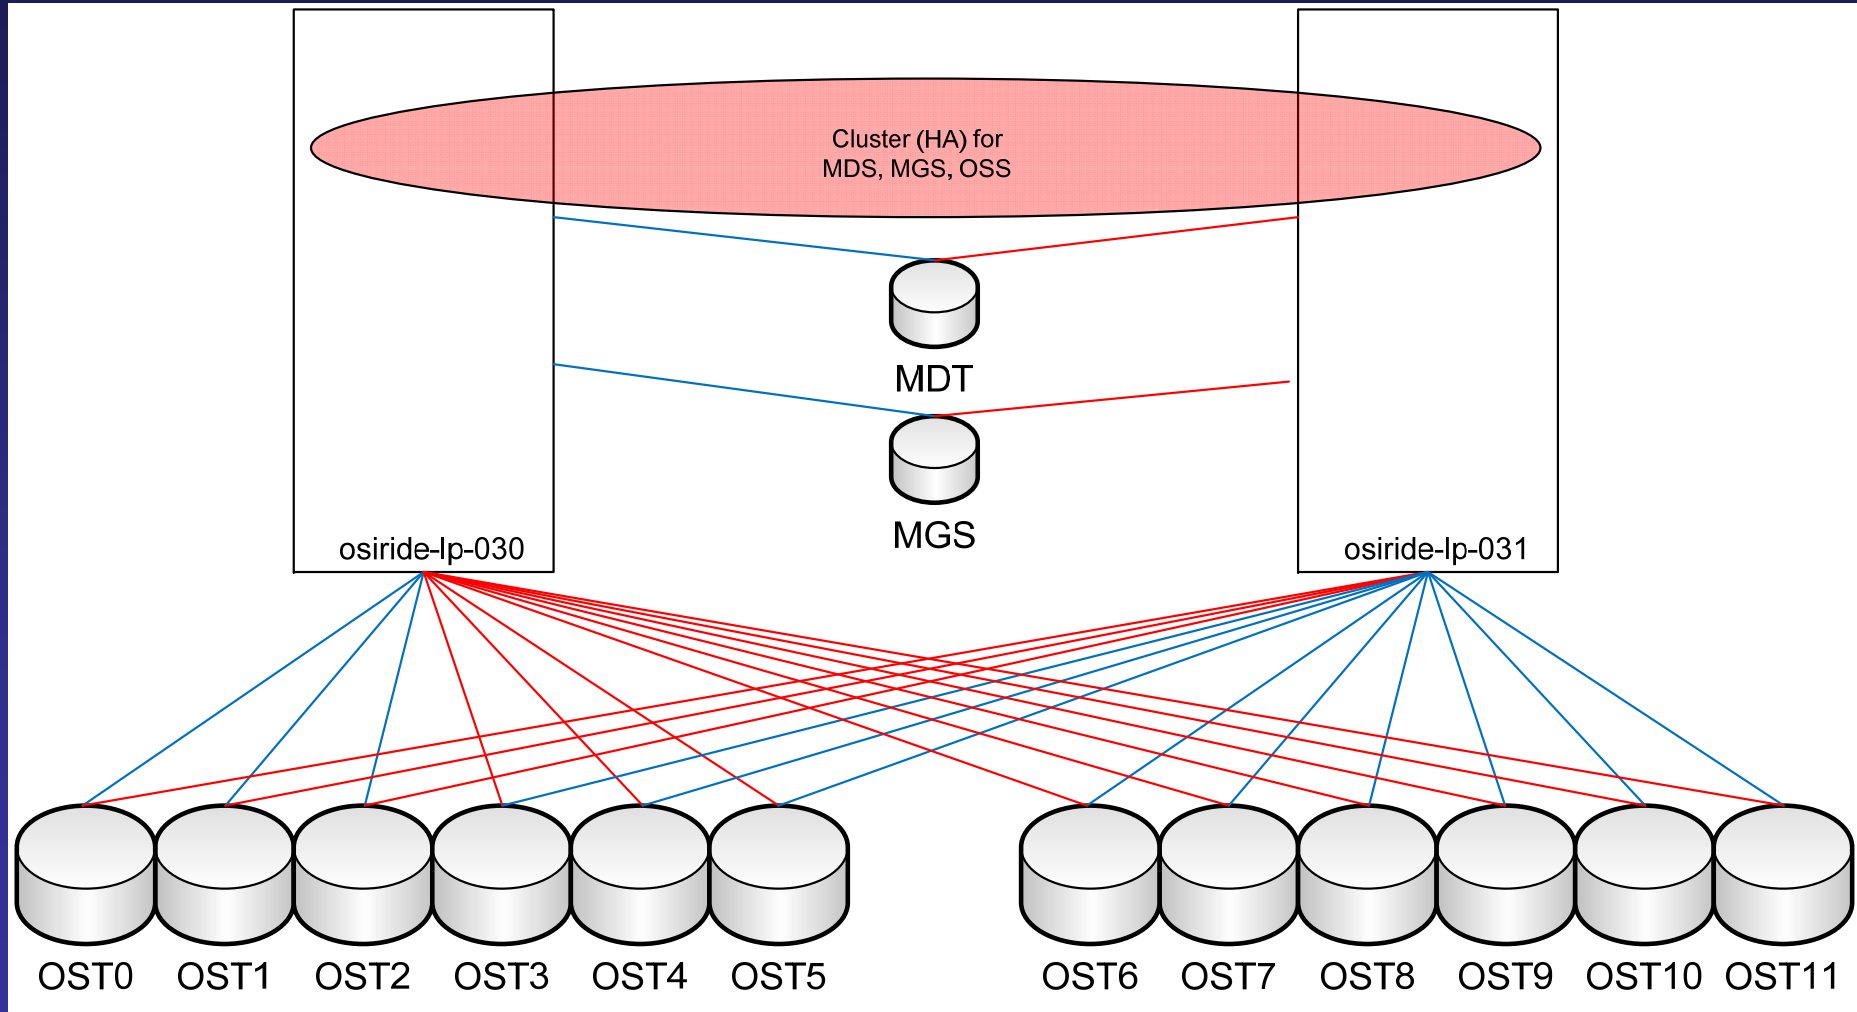 Cluster (HA) for
MDS, MGS, OSS
MDT
MGS
osiride-lp-030
osiride-lp-031
OST0
OST1
OST2
OST3
OST4
OST5
OST6
OST7
OST8
OST9
OST10
OST11